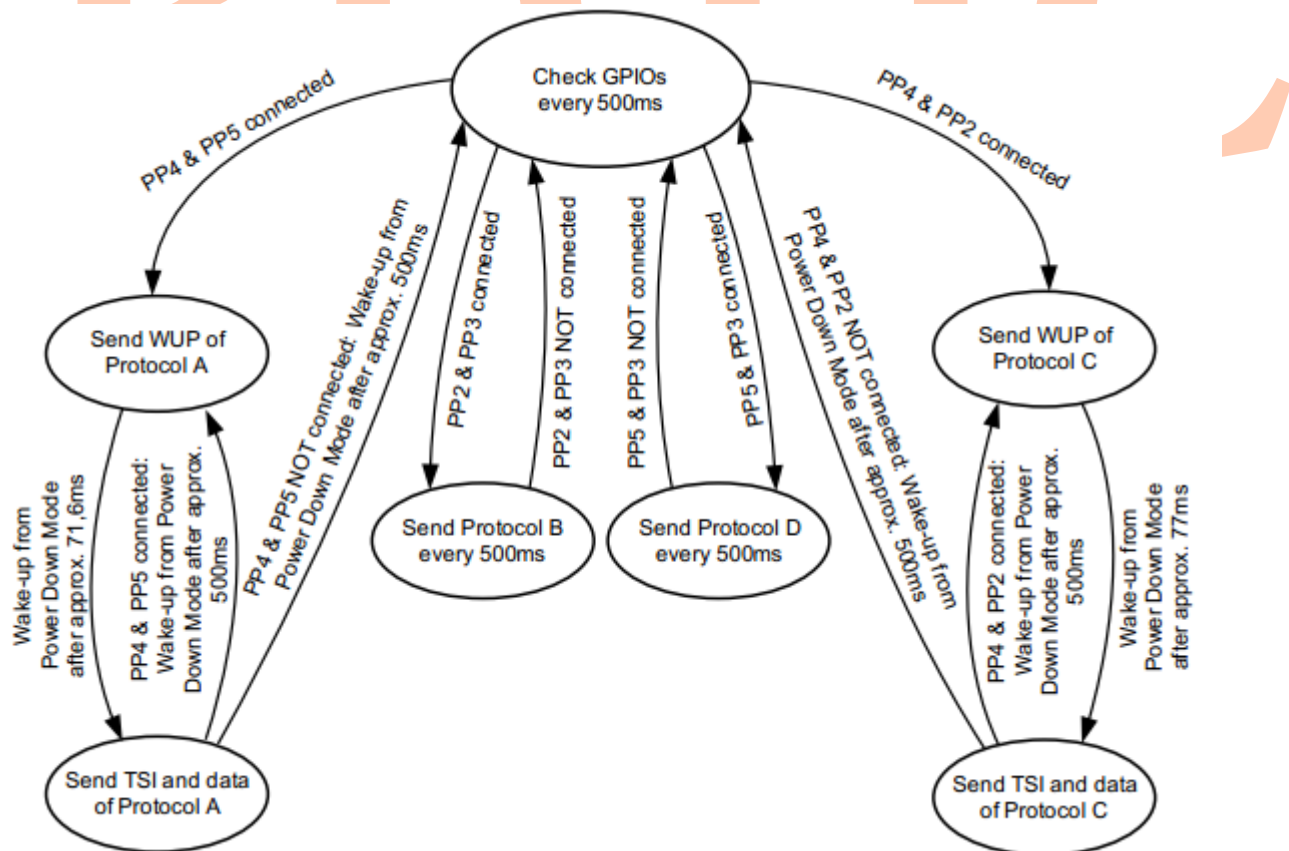 Check GPIOs
every 500ms
PP4 & PP5 connected
PP4 & PP2 connected
PP4 & PP5 NOT connected: Wake-up from
Power Down Mode after approx. 500ms
PP2 & PP3 connected
PP2 & PP3 NOT connected
PP5 & PP3 NOT connected
PP5 & PP3 connected
PP4 & PP2 NOT connected: Wake-up from
Power Down Mode after approx. 500ms
Send WUP of
Protocol A
Send WUP of
Protocol C
Send Protocol B
every 500ms
Send Protocol D
every 500ms
Wake-up from
Power Down Mode
after approx. 71,6ms
PP4 & PP5 connected:
Wake-up from Power
Down Mode after approx.
500ms
PP4 & PP2 connected:
Wake-up from Power
Down Mode after approx.
500ms
Wake-up from
Power Down Mode
after approx. 77ms
Send TSI and data
of Protocol A
Send TSI and data
of Protocol C